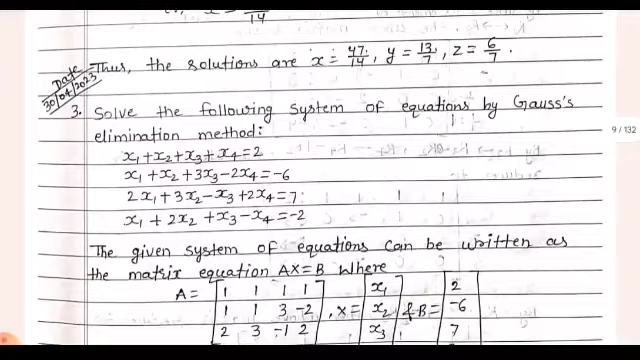 14
Thus, the solutions are x = 47/14, y = 13/7, z = 6/7.
Date
30/04/2023
3. Solve the following system of equations by Gauss's
elimination method:
x₁+x₂+x₃+x₄=2
x₁+x₂+3x₃-2x₄=-6
2x₁+3x₂-x₃+2x₄=7
x₁+2x₂+x₃-x₄=-2
9 / 132
The given system of equations can be written as
the matrix equation AX=B where
A= [1 1 1 1 , X= [x₁ & B= [2
1 1 3 -2 x₂ -6
2 3 -1 2 x₃ 7